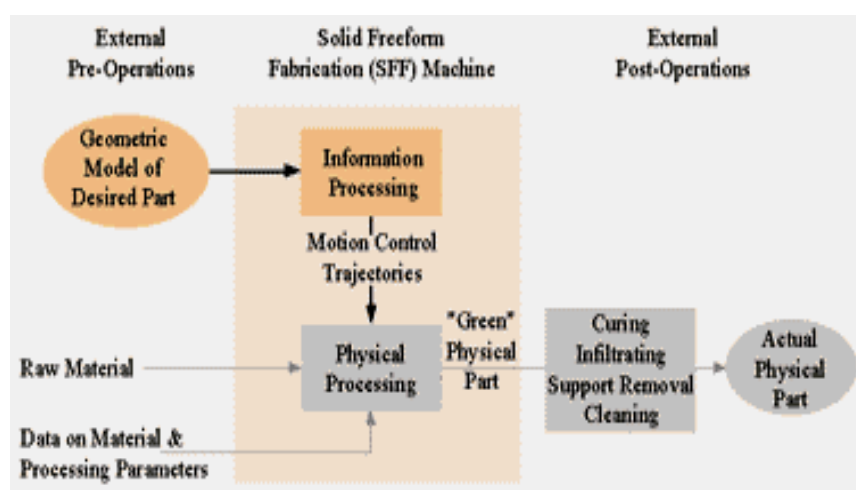 External
Pre-Operations
Solid Freeform
Fabrication (SFF) Machine
External
Post-Operations
Geometric
Model of
Desired Part
Information
Processing
Motion Control
Trajectories
"Green"
Physical
Part
Raw Material
Physical
Processing
Curing
Infiltrating
Support Removal
Cleaning
Actual
Physical
Part
Data on Material &
Processing Parameters